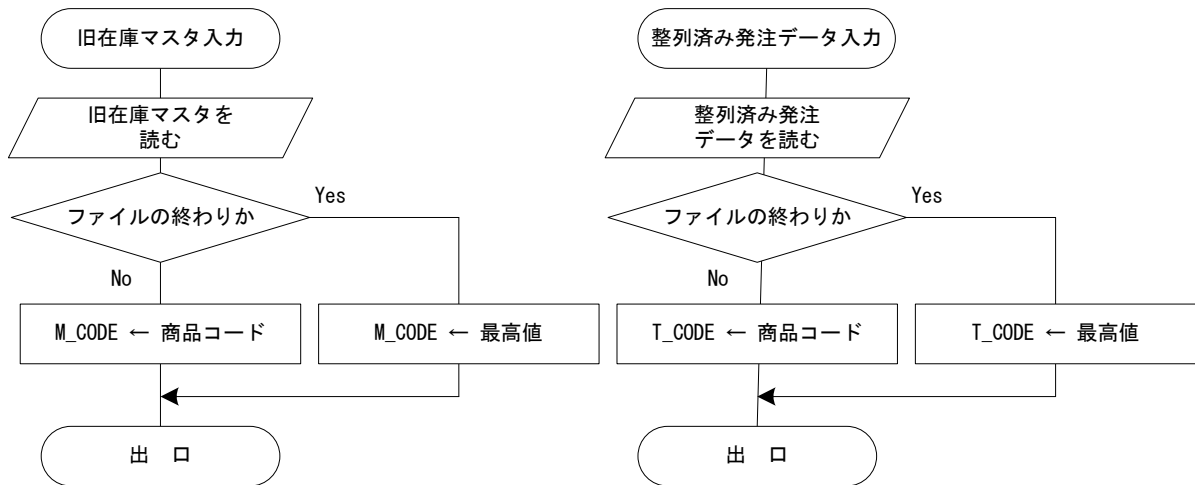 旧在庫マスタ入力
旧在庫マスタを
読む
ファイルの終わりか
Yes
No
M_CODE ← 商品コード
M_CODE ← 最高値
出 口
整列済み発注データ入力
整列済み発注
データを読む
ファイルの終わりか
Yes
No
T_CODE ← 商品コード
T_CODE ← 最高値
出 口